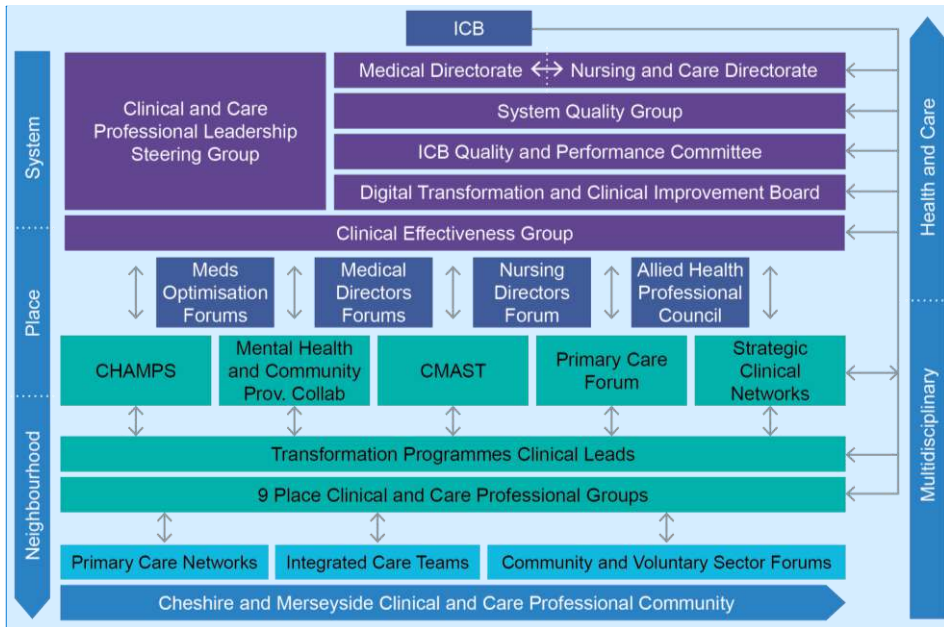 ICB
System
Clinical and Care
Professional Leadership
Steering Group
Medical Directorate
Nursing and Care Directorate
System Quality Group
ICB Quality and Performance Committee
Digital Transformation and Clinical Improvement Board
Clinical Effectiveness Group
Health and Care
Place
Meds
Optimisation
Forums
Medical
Directors
Forums
Nursing
Directors
Forum
Allied Health
Professional
Council
CHAMPS
Mental Health
and Community
Prov. Collab
CMAST
Primary Care
Forum
Strategic
Clinical
Networks
Neighbourhood
Transformation Programmes Clinical Leads
9 Place Clinical and Care Professional Groups
Multidisciplinary
Primary Care Networks
Integrated Care Teams
Community and Voluntary Sector Forums
Cheshire and Merseyside Clinical and Care Professional Community